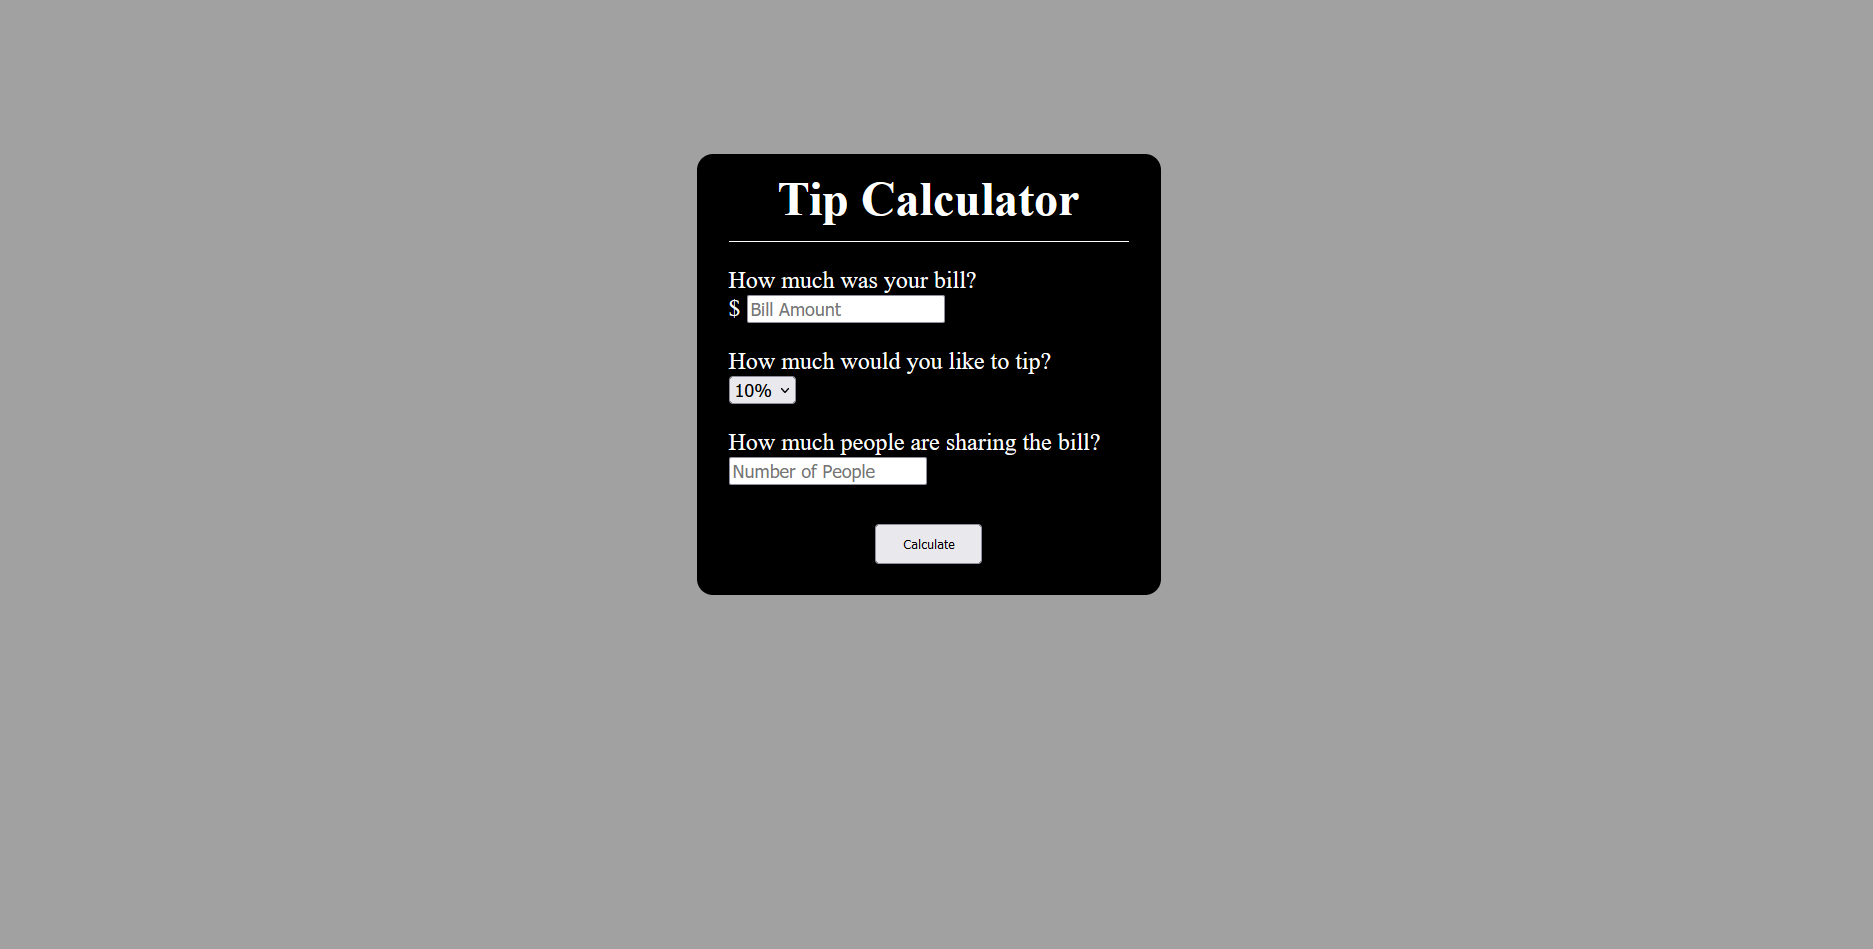 Tip Calculator
How much was your bill?
$ Bill Amount
How much would you like to tip?
10%
How much people are sharing the bill?
Number of People
Calculate